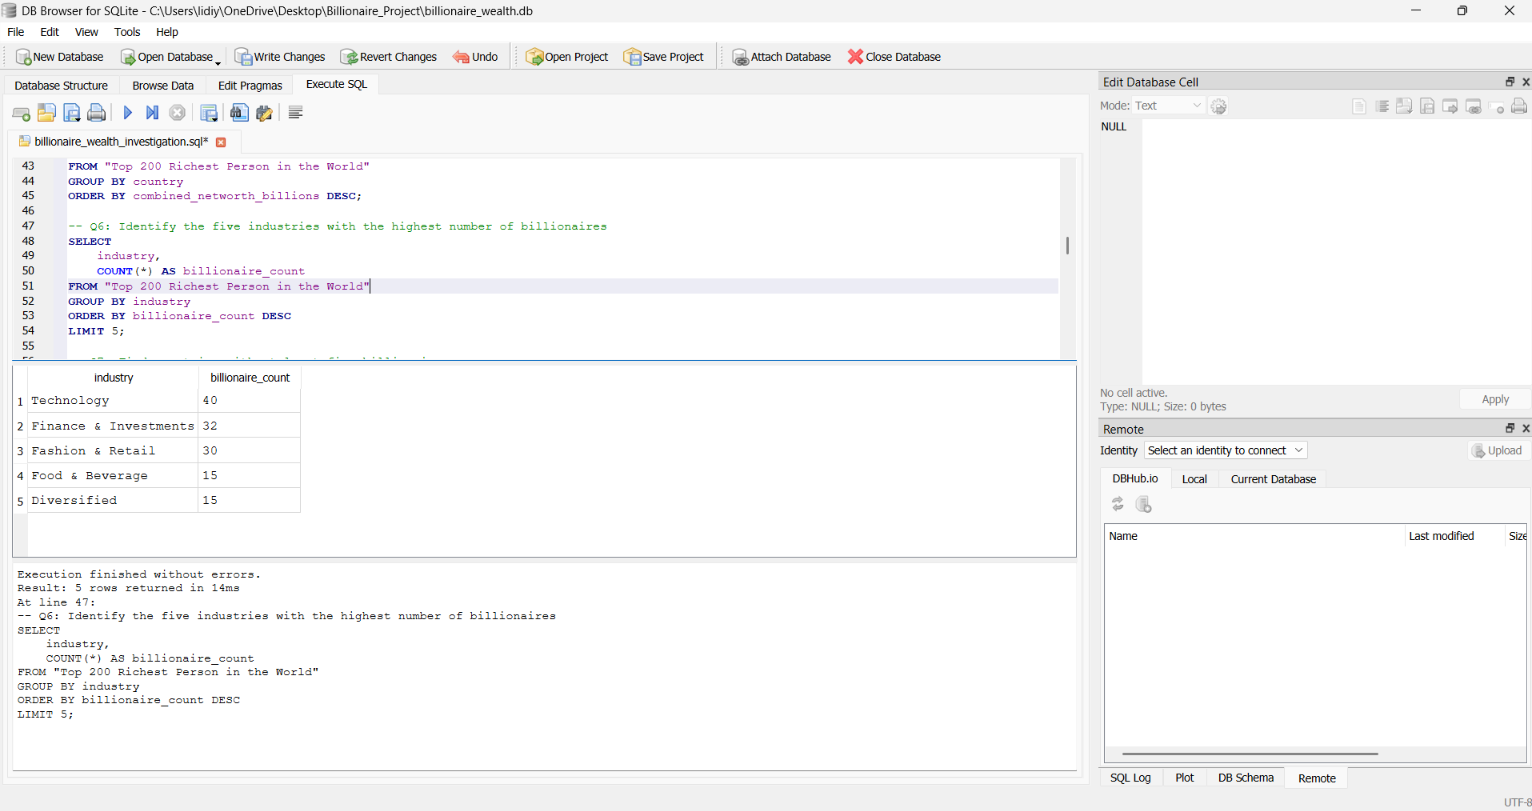 DB Browser for SQLite - C:\Users\lidiy\OneDrive\Desktop\Billionaire_Project\billionaire_wealth.db
File Edit View Tools Help
New Database Open Database Write Changes Revert Changes Undo Open Project Save Project Attach Database Close Database
Database Structure Browse Data Edit Pragmas Execute SQL
billionaire_wealth_investigation.sql*
43 FROM "Top 200 Richest Person in the World"
44 GROUP BY country
45 ORDER BY combined_networth_billions DESC;
46
47 -- Q6: Identify the five industries with the highest number of billionaires
48 SELECT
49 industry,
50 COUNT(*) AS billionaire_count
51 FROM "Top 200 Richest Person in the World"
52 GROUP BY industry
53 ORDER BY billionaire_count DESC
54 LIMIT 5;
55
industry billionaire_count
1 Technology 40
2 Finance & Investments 32
3 Fashion & Retail 30
4 Food & Beverage 15
5 Diversified 15
Execution finished without errors.
Result: 5 rows returned in 14ms
At line 47:
-- Q6: Identify the five industries with the highest number of billionaires
SELECT
industry,
COUNT(*) AS billionaire_count
FROM "Top 200 Richest Person in the World"
GROUP BY industry
ORDER BY billionaire_count DESC
LIMIT 5;
Edit Database Cell
Mode: Text
NULL
No cell active.
Type: NULL; Size: 0 bytes
Apply
Remote
Identity Select an identity to connect Upload
DBHub.io Local Current Database
Name Last modified Size
SQL Log Plot DB Schema Remote
UTF-8